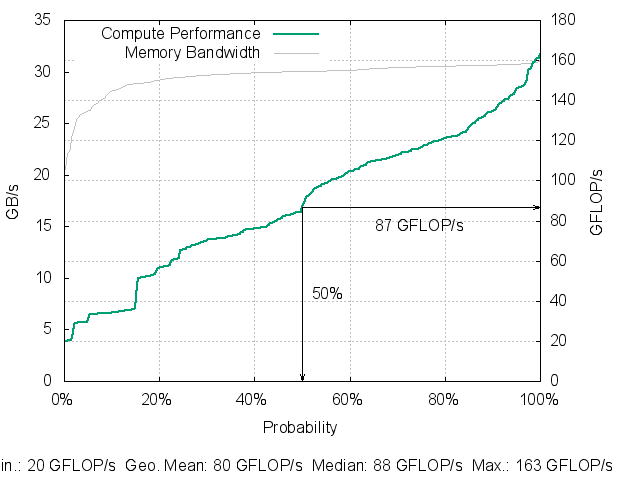 35
30
25
20
15
10
5
0
GB/s
Compute Performance
Memory Bandwidth
180
160
140
120
100
80
60
40
20
0
GFLOP/s
87 GFLOP/s
50%
0% 20% 40% 60% 80% 100%
Probability
in.: 20 GFLOP/s Geo. Mean: 80 GFLOP/s Median: 88 GFLOP/s Max.: 163 GFLOP/s